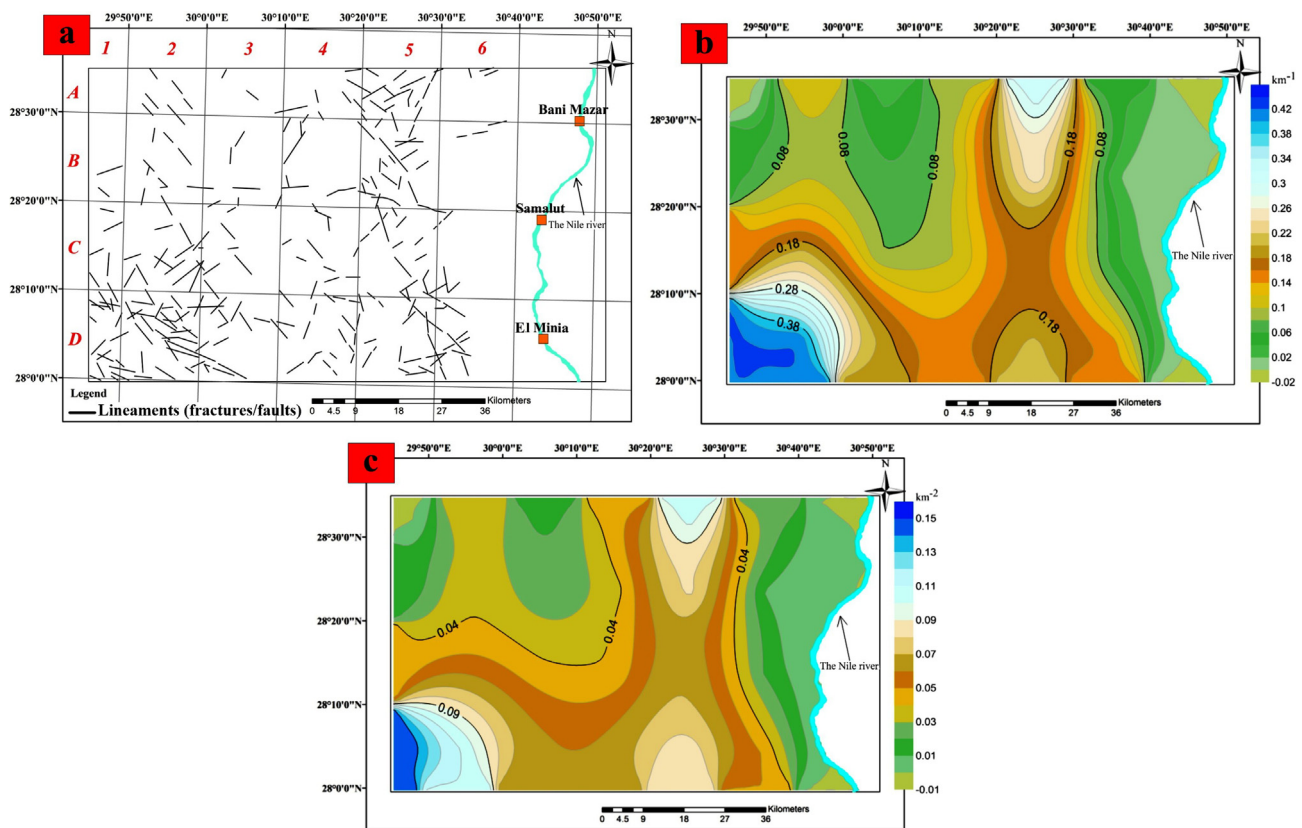 a
29°50'0"E 30°0'0"E 30°10'0"E 30°20'0"E 30°30'0"E 30°40'0"E 30°50'0"E
N
1 2 3 4 5 6
A
28°30'0"N
Bani Mazar
B
28°20'0"N
Samalut
The Nile river
C
28°10'0"N
El Minia
D
28°0'0"N
Legend
Lineaments (fractures/faults)
Kilometers
0 4.5 9 18 27 36
b
29°50'0"E 30°0'0"E 30°10'0"E 30°20'0"E 30°30'0"E 30°40'0"E 30°50'0"E
N
km-1
28°30'0"N
0.08
0.08
0.08
0.18
0.08
28°20'0"N
0.18
The Nile river
28°10'0"N
0.28
0.38
0.18
28°0'0"N
0.46
0.42
0.38
0.34
0.3
0.26
0.22
0.18
0.14
0.1
0.06
0.02
-0.02
Kilometers
0 4.5 9 18 27 36
c
29°50'0"E 30°0'0"E 30°10'0"E 30°20'0"E 30°30'0"E 30°40'0"E 30°50'0"E
N
km-2
28°30'0"N
0.04
28°20'0"N
0.04
0.04
The Nile river
28°10'0"N
0.09
28°0'0"N
0.15
0.13
0.11
0.09
0.07
0.05
0.03
0.01
-0.01
Kilometers
0 4.5 9 18 27 36